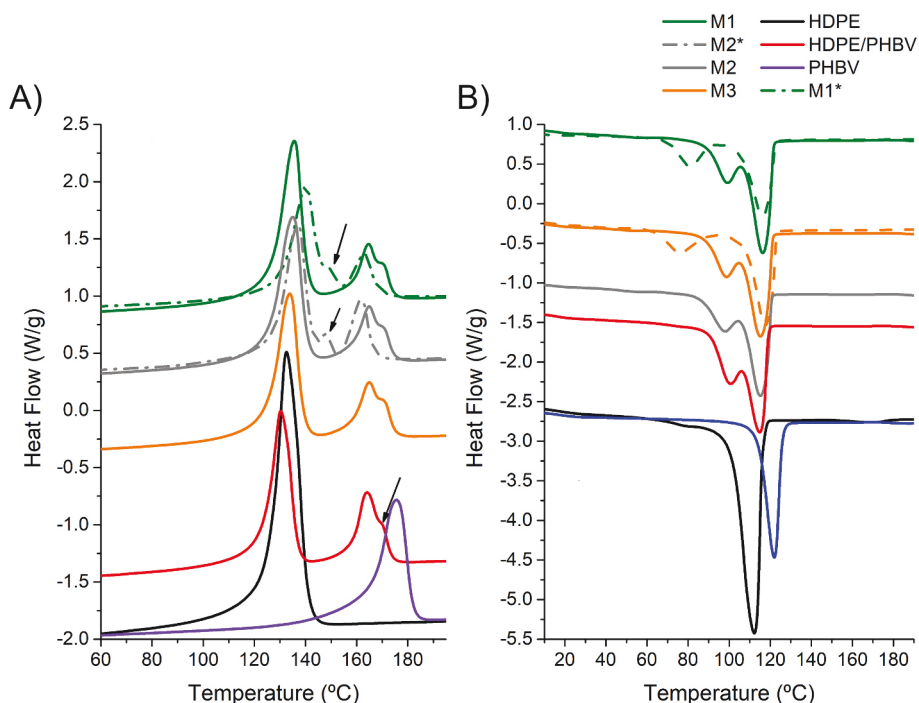 M1 HDPE
M2* HDPE/PHBV
M2 PHBV
M3 M1*
A) B)
Heat Flow (W/g)
2.5
2.0
1.5
1.0
0.5
0.0
-0.5
-1.0
-1.5
-2.0
60 80 100 120 140 160 180
Temperature (ºC)
Heat Flow (W/g)
1.0
0.5
0.0
-0.5
-1.0
-1.5
-2.0
-2.5
-3.0
-3.5
-4.0
-4.5
-5.0
-5.5
20 40 60 80 100 120 140 160 180
Temperature (ºC)